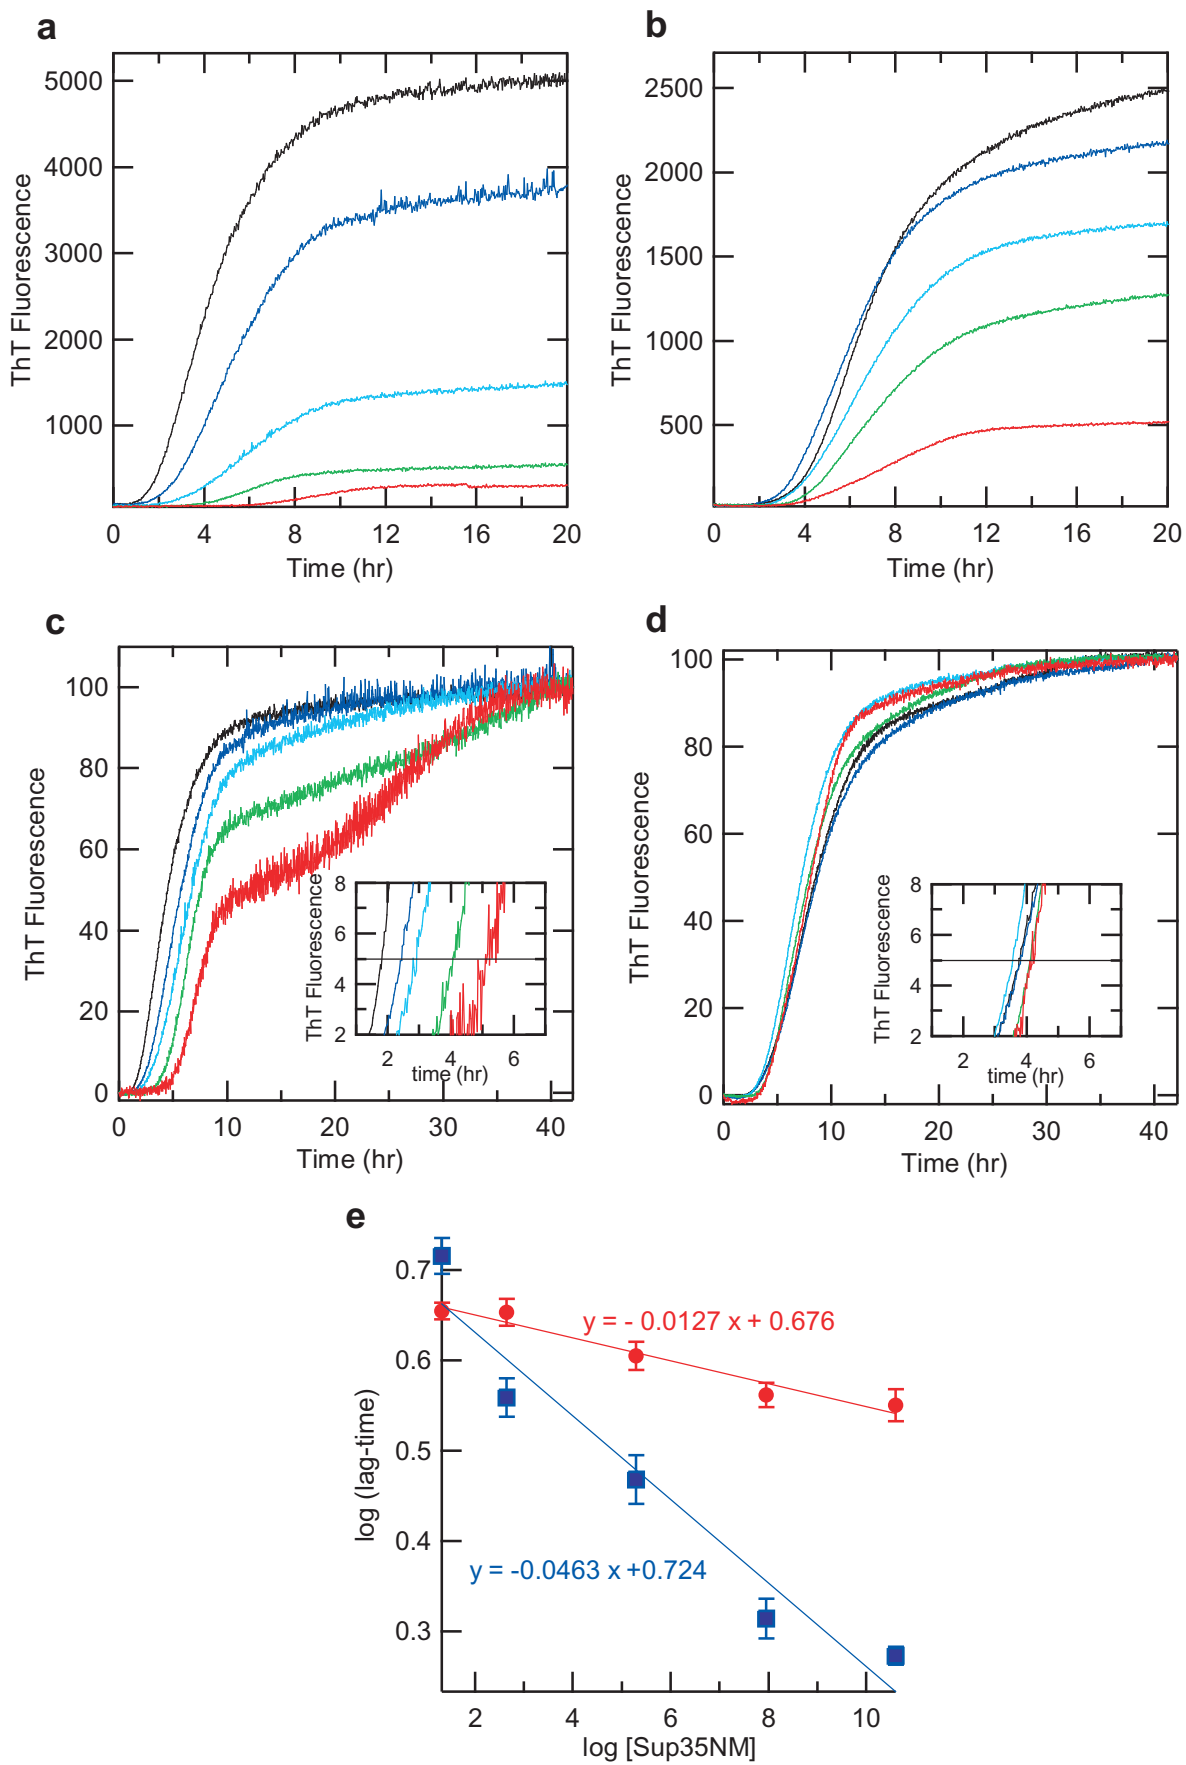 a
b
5000
4000
3000
2000
1000
ThT Fluorescence
0 4 8 12 16 20
Time (hr)
2500
2000
1500
1000
500
ThT Fluorescence
0 4 8 12 16 20
Time (hr)
c
d
100
80
60
40
20
0
ThT Fluorescence
0 10 20 30 40
Time (hr)
8
6
4
2
ThT Fluorescence
2 4 6
time (hr)
100
80
60
40
20
0
ThT Fluorescence
0 10 20 30 40
Time (hr)
8
6
4
2
ThT Fluorescence
2 4 6
time (hr)
e
0.7
0.6
0.5
0.4
0.3
log (lag-time)
y = - 0.0127 x + 0.676
y = -0.0463 x +0.724
2 4 6 8 10
log [Sup35NM]